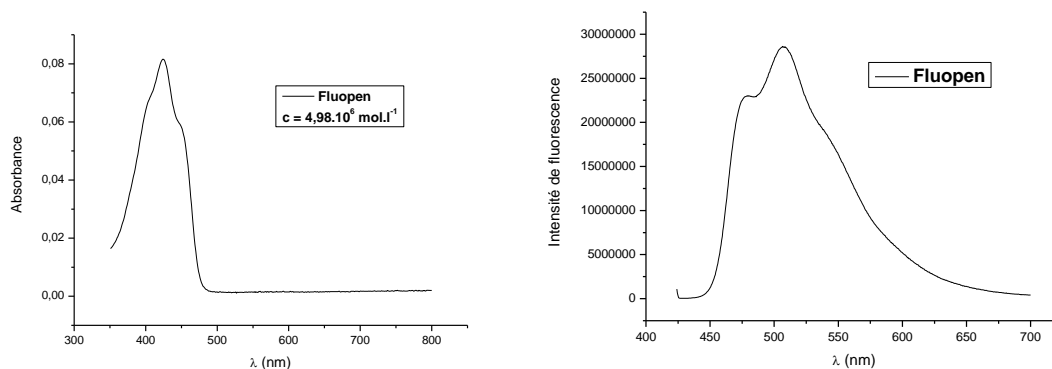 0,08
0,06
0,04
0,02
0,00
Absorbance
Fluopen
c = 4,98.10⁶ mol.l⁻¹
300 400 500 600 700 800
λ (nm)
30000000
25000000
20000000
15000000
10000000
5000000
0
Intensité de fluorescence
Fluopen
400 450 500 550 600 650 700
λ (nm)